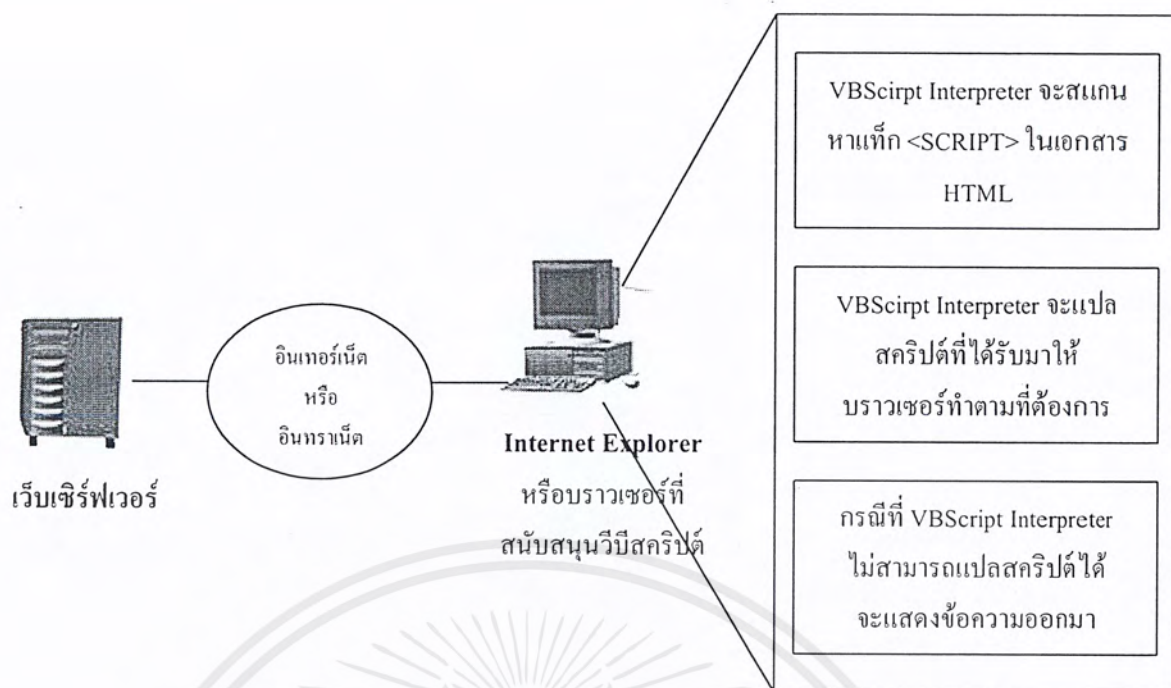 เว็บเซิร์ฟเวอร์
อินเทอร์เน็ต
หรือ
อินทราเน็ต
Internet Explorer
หรือบราวเซอร์ที่
สนับสนุนวีบีสคริปต์
VBScirpt Interpreter จะสแกน
หาแท็ก <SCRIPT> ในเอกสาร
HTML
VBScirpt Interpreter จะแปล
สคริปต์ที่ได้รับมาให้
บราวเซอร์ทำตามที่ต้องการ
กรณีที่ VBScript Interpreter
ไม่สามารถแปลสคริปต์ได้
จะแสดงข้อความออกมา